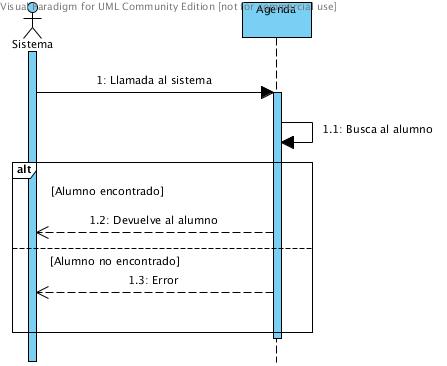 Visual Paradigm for UML Community Edition [not for commercial use]
Agenda
Sistema
1: Llamada al sistema
1.1: Busca al alumno
alt
[Alumno encontrado]
1.2: Devuelve al alumno
[Alumno no encontrado]
1.3: Error